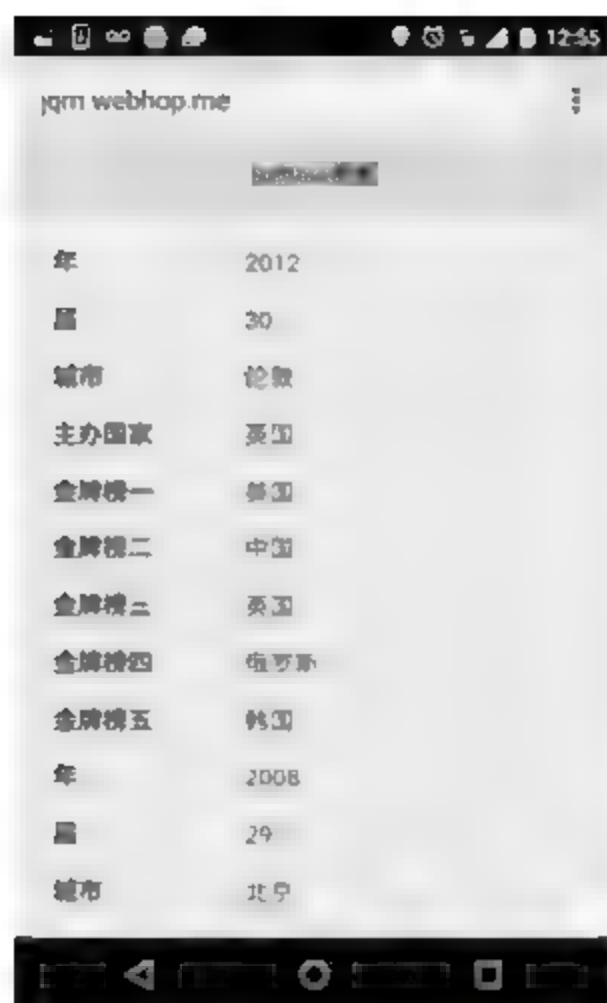 12:55
jqm.webhop.me
年 2012
届 30
城市 伦敦
主办国家 英国
金牌榜一 美国
金牌榜二 中国
金牌榜三 英国
金牌榜四 俄罗斯
金牌榜五 韩国
年 2008
届 29
城市 北京